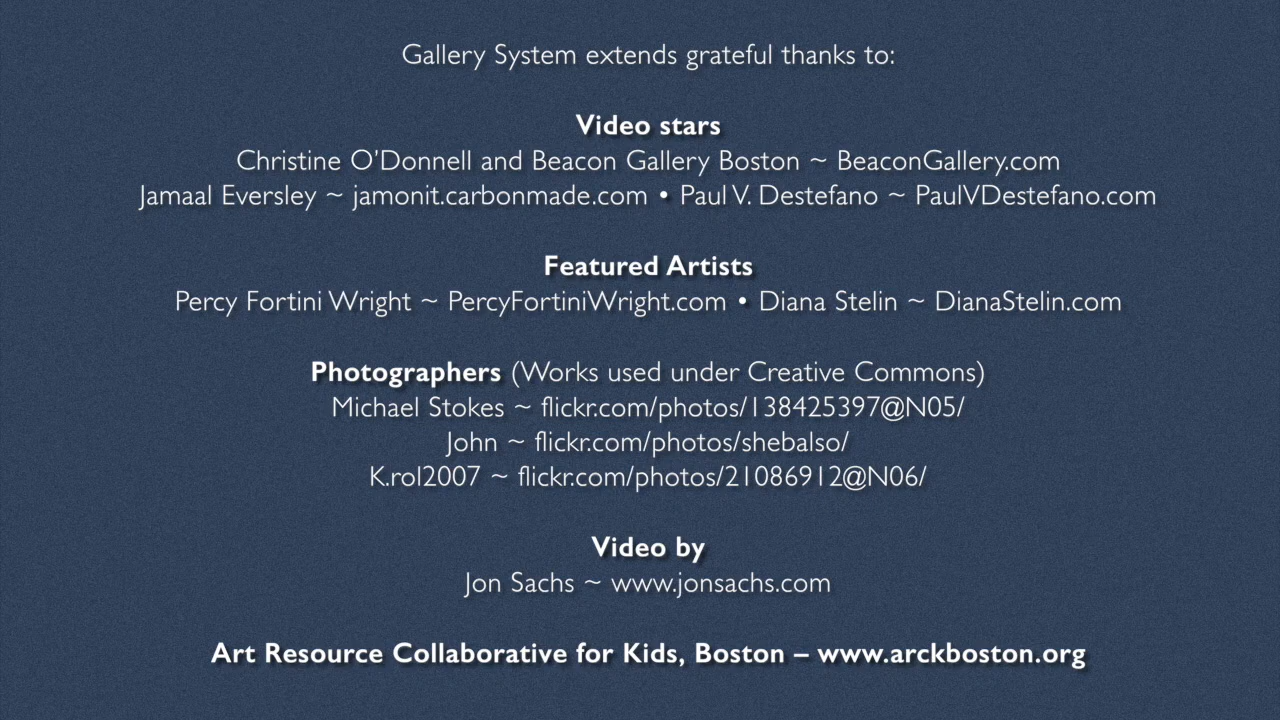 Gallery System extends grateful thanks to:
Video stars
Christine O'Donnell and Beacon Gallery Boston ~ BeaconGallery.com
Jamaal Eversley ~ jamonit.carbonmade.com • Paul V. Destefano ~ PaulVDestefano.com
Featured Artists
Percy Fortini Wright ~ PercyFortiniWright.com • Diana Stelin ~ DianaStelin.com
Photographers (Works used under Creative Commons)
Michael Stokes ~ flickr.com/photos/138425397@N05/
John ~ flickr.com/photos/shebalso/
K.rol2007 ~ flickr.com/photos/21086912@N06/
Video by
Jon Sachs ~ www.jonsachs.com
Art Resource Collaborative for Kids, Boston – www.arckboston.org